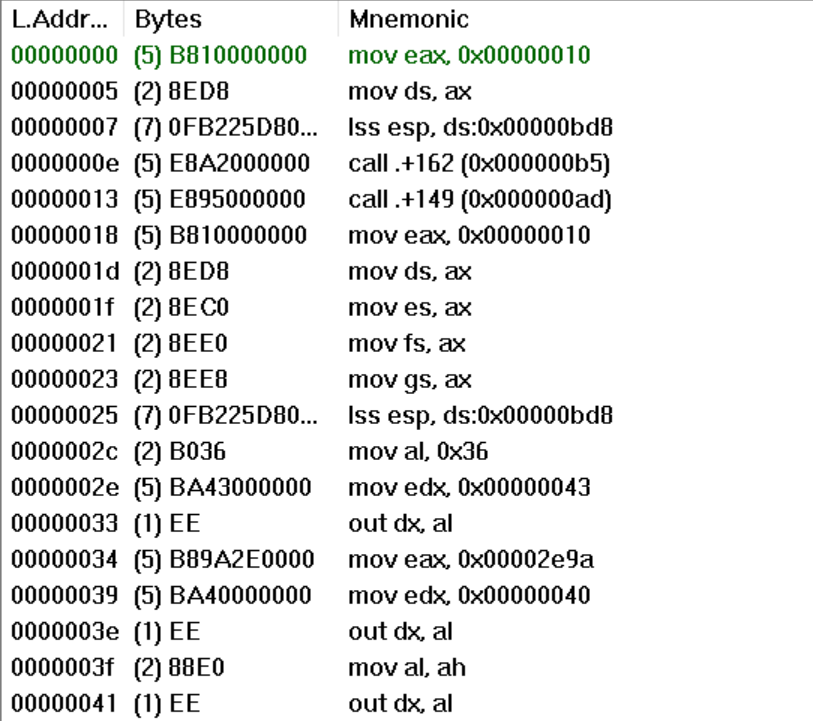 L.Addr... Bytes Mnemonic
00000000 (5) B810000000 mov eax, 0x00000010
00000005 (2) 8ED8 mov ds, ax
00000007 (7) 0FB225D80... lss esp, ds:0x00000bd8
0000000e (5) E8A2000000 call .+162 (0x000000b5)
00000013 (5) E895000000 call .+149 (0x000000ad)
00000018 (5) B810000000 mov eax, 0x00000010
0000001d (2) 8ED8 mov ds, ax
0000001f (2) 8EC0 mov es, ax
00000021 (2) 8EE0 mov fs, ax
00000023 (2) 8EE8 mov gs, ax
00000025 (7) 0FB225D80... lss esp, ds:0x00000bd8
0000002c (2) B036 mov al, 0x36
0000002e (5) BA43000000 mov edx, 0x00000043
00000033 (1) EE out dx, al
00000034 (5) B89A2E0000 mov eax, 0x00002e9a
00000039 (5) BA40000000 mov edx, 0x00000040
0000003e (1) EE out dx, al
0000003f (2) 88E0 mov al, ah
00000041 (1) EE out dx, al